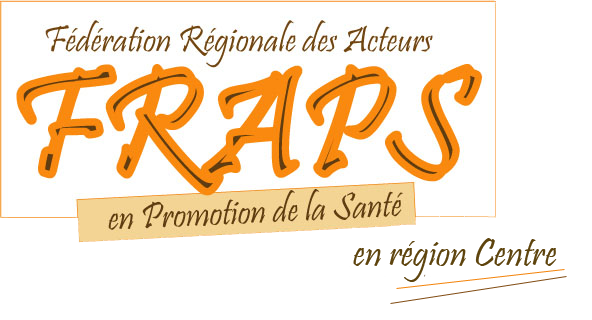 Fédération Régionale des Acteurs
FRAPS
en Promotion de la Santé
en région Centre